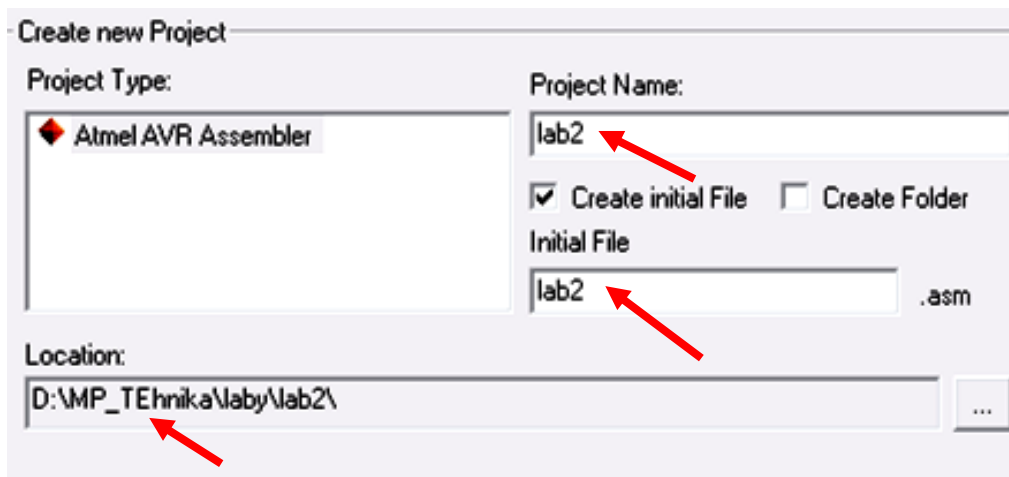 Create new Project
Project Type:
Atmel AVR Assembler
Project Name:
lab2
Create initial File
Create Folder
Initial File
lab2
.asm
Location:
D:\MP_TEhnika\laby\lab2\
...